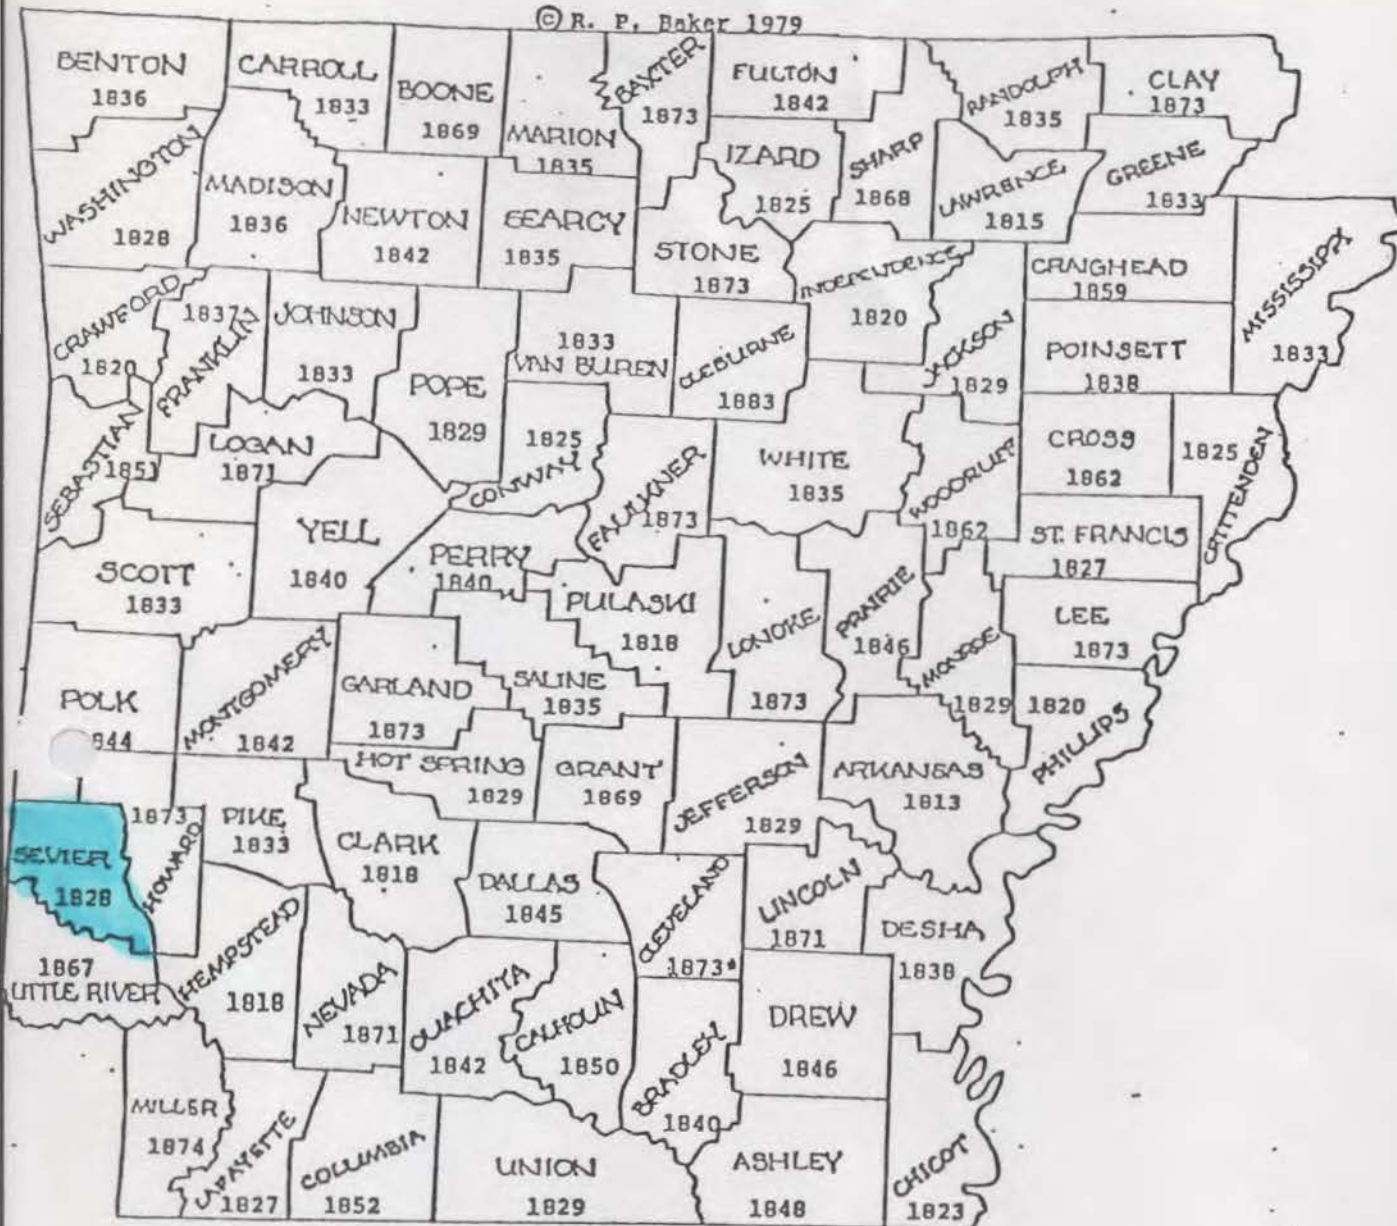 © R. P. Baker 1979
BENTON
1836
CARROLL
1833
BOONE
1869
MARION
1835
BAXTER
1873
FULTON
1842
RANDOLPH
1835
CLAY
1873
WASHINGTON
1828
MADISON
1836
NEWTON
1842
SEARCY
1835
STONE
1873
IZARD
1825
SHARP
1868
LAWRENCE
1815
GREENE
1833
CRAWFORD
1820
1837
FRANKLIN
JOHNSON
1833
POPE
1829
1833
VAN BUREN
CLEBURNE
1883
INDEPENDENCE
1820
JACKSON
1829
CRAIGHEAD
1859
MISSISSIPPI
1833
POINSETT
1838
SEBASTIAN
1851
LOGAN
1871
1825
CONWAY
FAULKNER
1873
WHITE
1835
WOODRUFF
1862
CROSS
1862
1825
CRITTENDEN
SCOTT
1833
YELL
1840
PERRY
1840
PULASKI
1818
LONOKE
1873
PRAIRIE
1846
MONROE
1829
ST. FRANCIS
1827
LEE
1873
POLK
844
MONTGOMERY
1842
GARLAND
1873
SALINE
1835
1820
PHILLIPS
HOT SPRING
1829
GRANT
1869
JEFFERSON
1829
ARKANSAS
1813
SEVIER
1828
1873
HOWARD
PIKE
1833
CLARK
1818
DALLAS
1845
CLEVELAND
1873*
LINCOLN
1871
DESHA
1838
1867
LITTLE RIVER
HEMPSTEAD
1818
NEVADA
1871
OUACHITA
1842
CALHOUN
1850
BRADLEY
1840
DREW
1846
MILLER
1874
LAFAYETTE
1827
COLUMBIA
1852
UNION
1829
ASHLEY
1848
CHICOT
1823